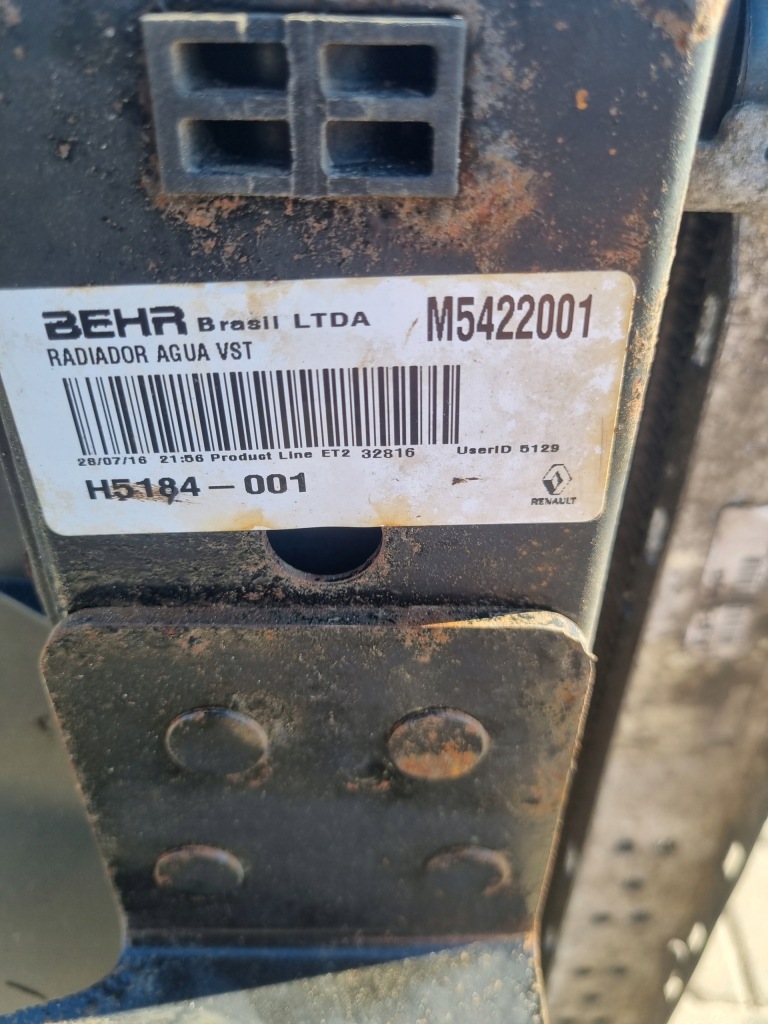 BEHR Brasil LTDA M5422001
RADIADOR AGUA VST
28/07/16 21:56 Product Line ET2 32816 UserID 5129
H5184-001
RENAULT